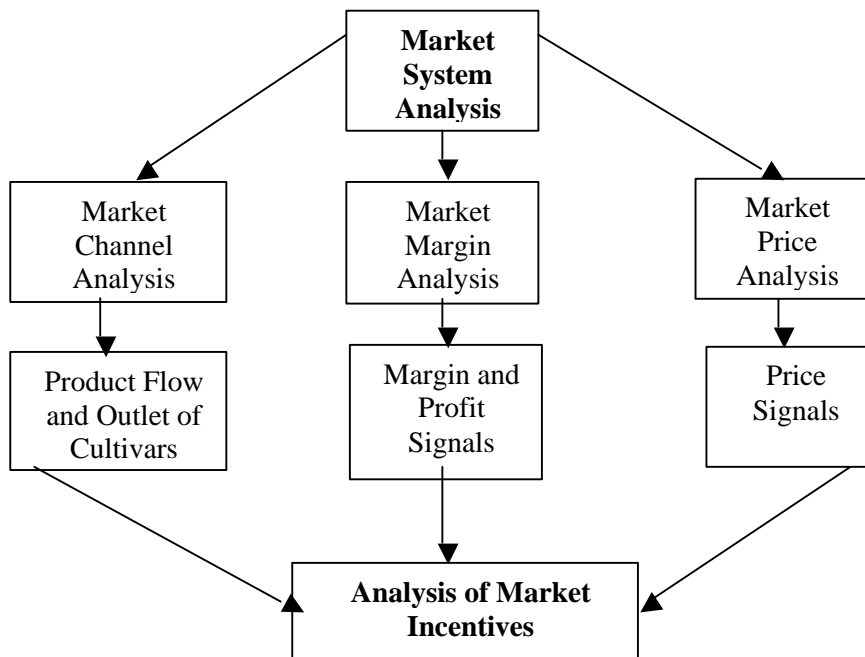 Market
System
Analysis
Market
Channel
Analysis
Market
Margin
Analysis
Market
Price
Analysis
Product Flow
and Outlet of
Cultivars
Margin and
Profit
Signals
Price
Signals
Analysis of Market
Incentives